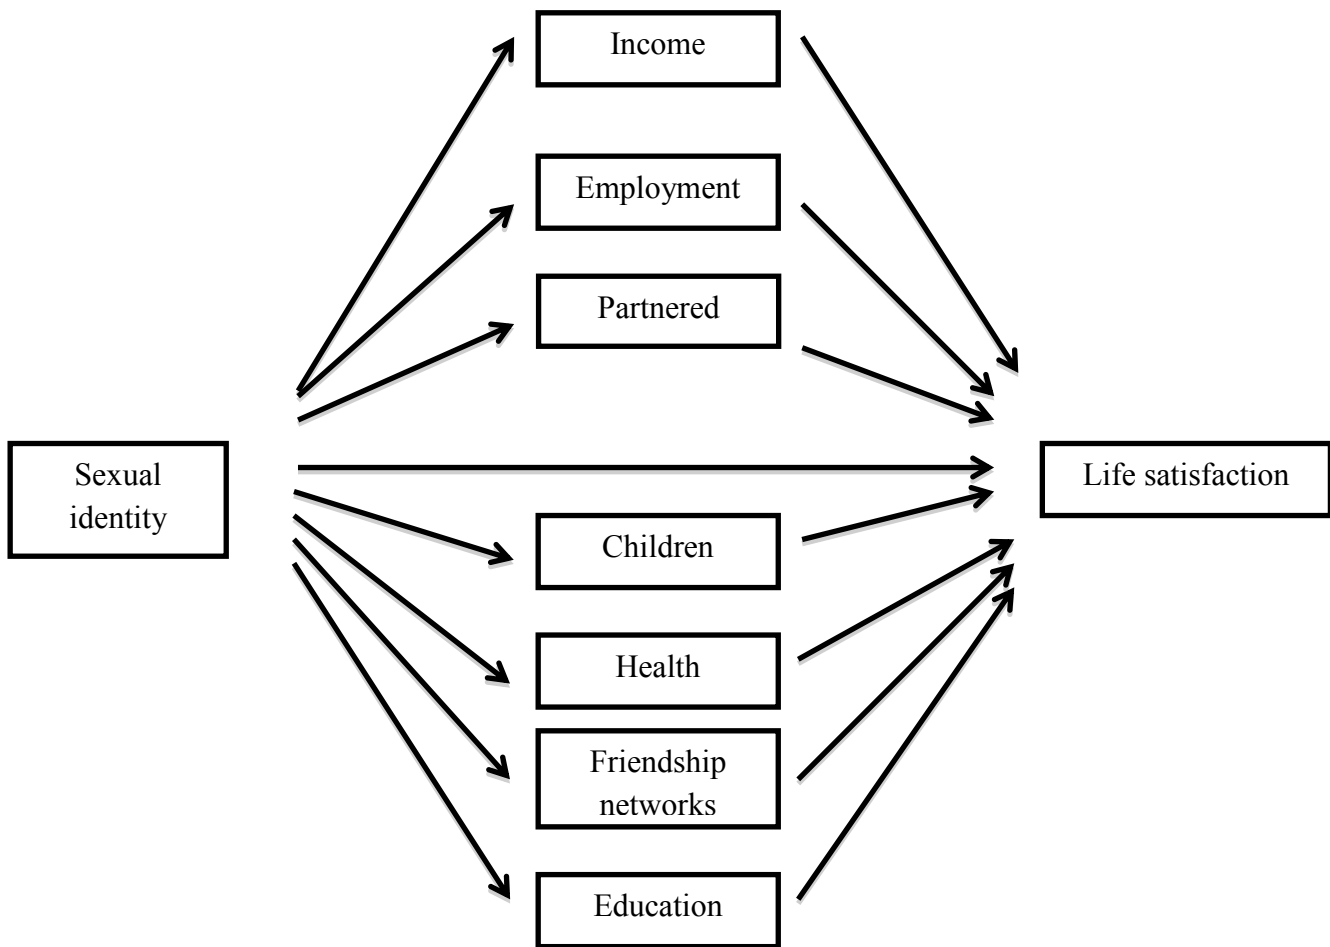 Income
Employment
Partnered
Sexual
identity
Life satisfaction
Children
Health
Friendship
networks
Education